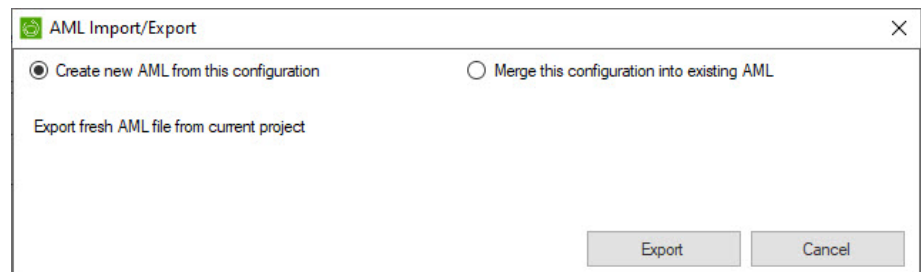 AML Import/Export
Create new AML from this configuration
Merge this configuration into existing AML
Export fresh AML file from current project
Export
Cancel